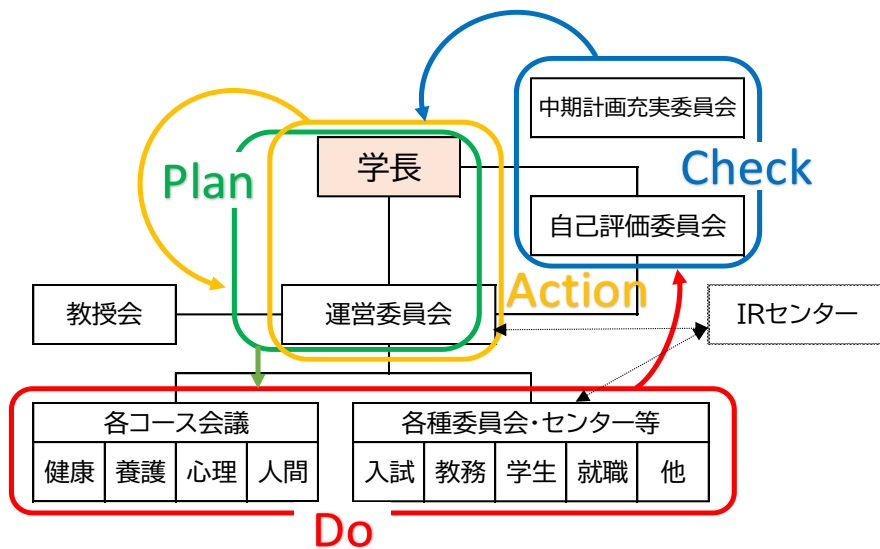 中期計画充実委員会
学長
Plan
Check
自己評価委員会
Action
教授会
運営委員会
IRセンター
各コース会議
各種委員会・センター等
健康 養護 心理 人間
入試 教務 学生 就職 他
Do